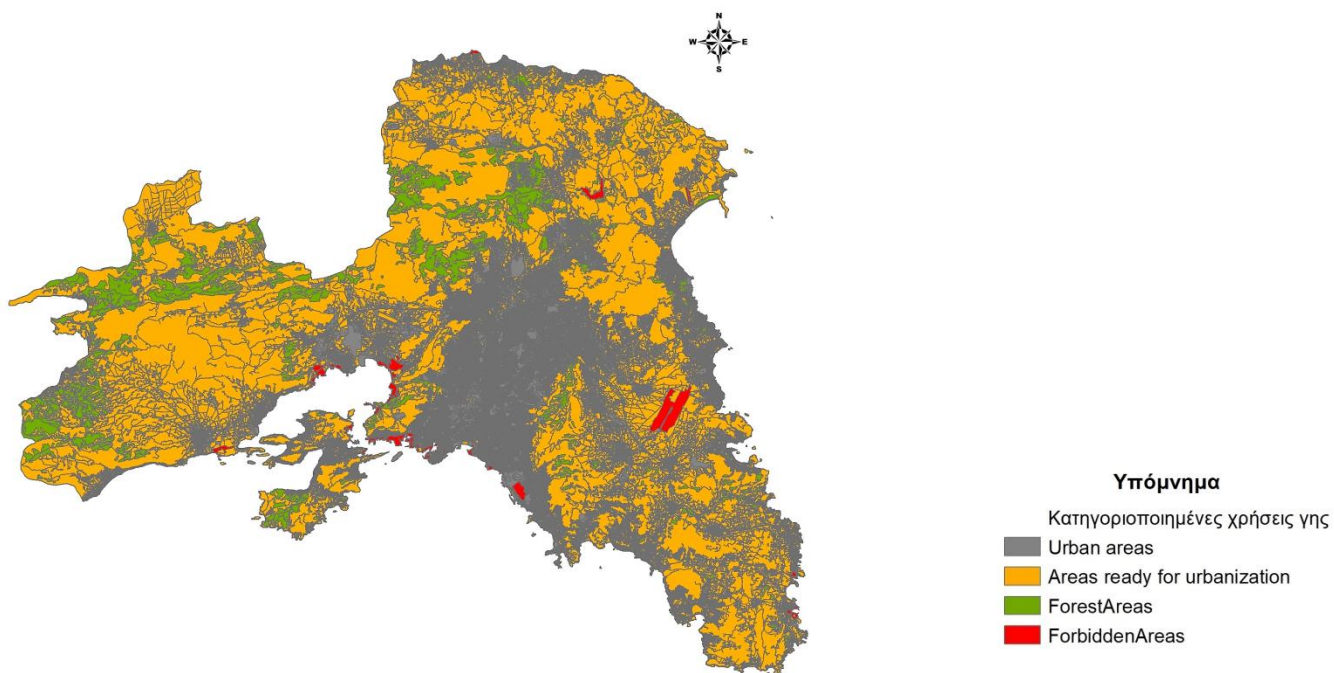 N
W E
S
Υπόμνημα
Κατηγοριοποιημένες χρήσεις γης
Urban areas
Areas ready for urbanization
ForestAreas
ForbiddenAreas